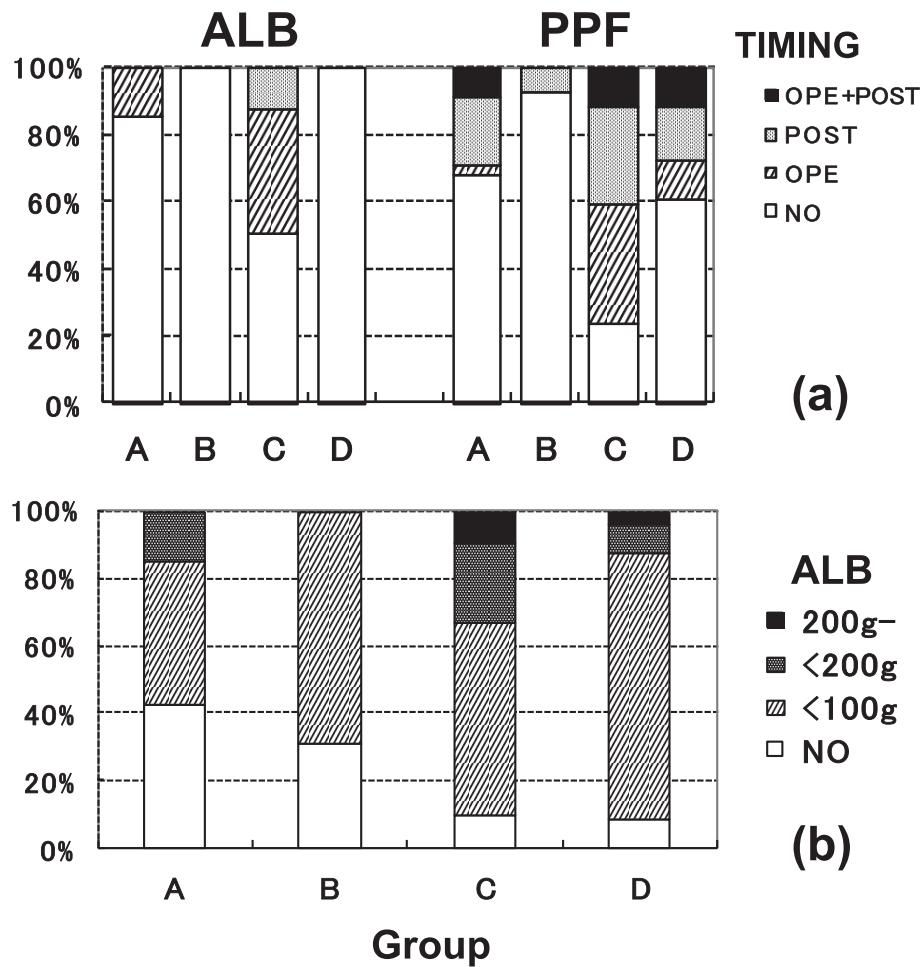 ALB PPF
TIMING
100%
80%
60%
40%
20%
0%
OPE+POST
POST
OPE
NO
(a)
A B C D A B C D
100%
80%
60%
40%
20%
0%
ALB
200g-
<200g
<100g
NO
(b)
A B C D
Group